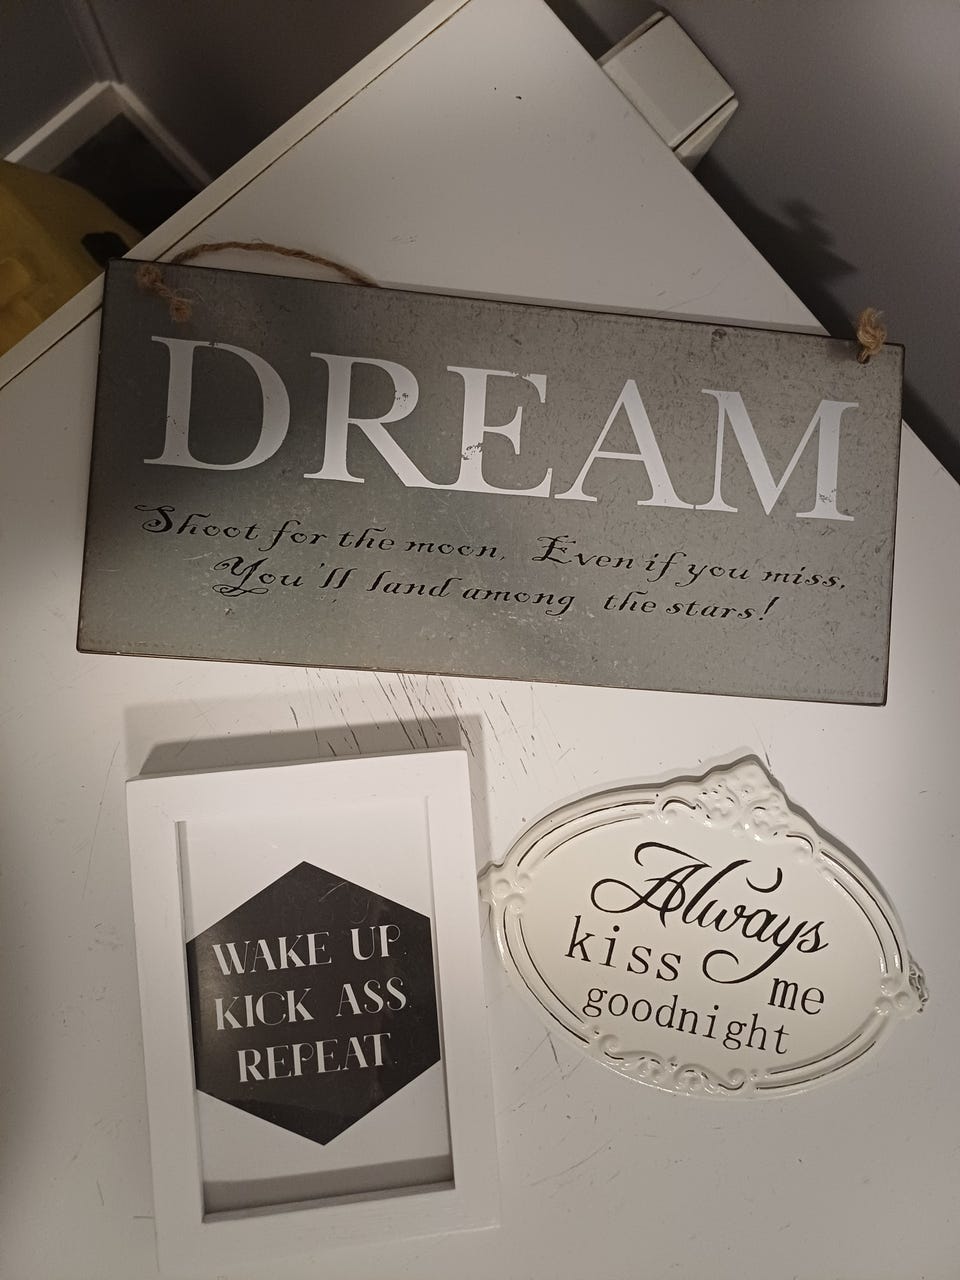 DREAM
Shoot for the moon, Even if you miss,
You'll land among the stars!
WAKE UP.
KICK ASS.
REPEAT.
Always
kiss me
goodnight